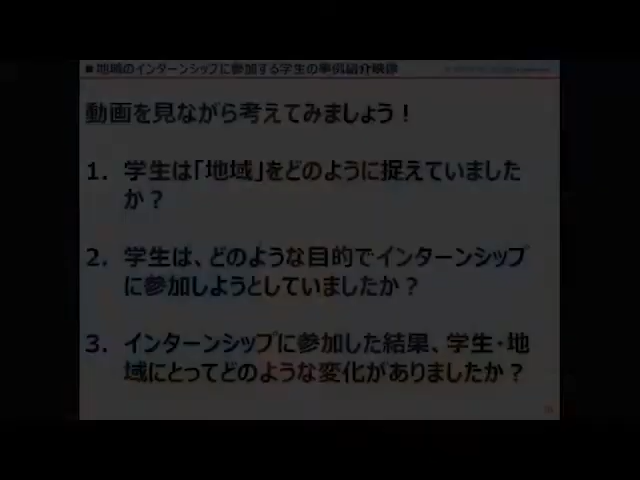 ■ 地域のインターンシップに参加する学生の事例紹介映像
動画を見ながら考えてみましょう！
1. 学生は「地域」をどのように捉えていました
か？
2. 学生は、どのような目的でインターンシップ
に参加しようとしていましたか？
3. インターンシップに参加した結果、学生・地
域にとってどのような変化がありましたか？